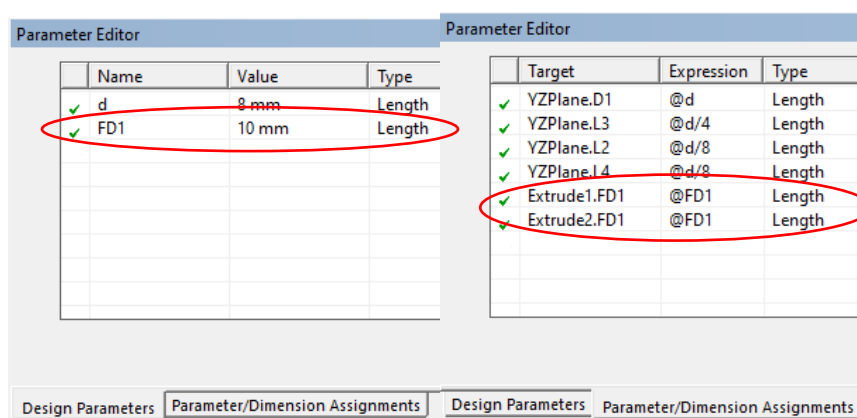 Parameter Editor
Name Value Type
d 8 mm Length
FD1 10 mm Length
Design Parameters Parameter/Dimension Assignments
Parameter Editor
Target Expression Type
YZPlane.D1 @d Length
YZPlane.L3 @d/4 Length
YZPlane.L2 @d/8 Length
YZPlane.L4 @d/8 Length
Extrude1.FD1 @FD1 Length
Extrude2.FD1 @FD1 Length
Design Parameters Parameter/Dimension Assignments